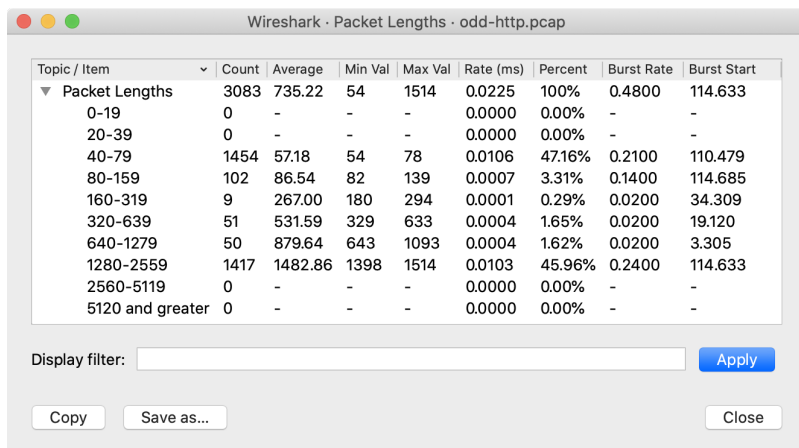 Wireshark · Packet Lengths · odd-http.pcap
Topic / Item Count Average Min Val Max Val Rate (ms) Percent Burst Rate Burst Start
Packet Lengths 3083 735.22 54 1514 0.0225 100% 0.4800 114.633
0-19 0 - - - 0.0000 0.00% - -
20-39 0 - - - 0.0000 0.00% - -
40-79 1454 57.18 54 78 0.0106 47.16% 0.2100 110.479
80-159 102 86.54 82 139 0.0007 3.31% 0.1400 114.685
160-319 9 267.00 180 294 0.0001 0.29% 0.0200 34.309
320-639 51 531.59 329 633 0.0004 1.65% 0.0200 19.120
640-1279 50 879.64 643 1093 0.0004 1.62% 0.0200 3.305
1280-2559 1417 1482.86 1398 1514 0.0103 45.96% 0.2400 114.633
2560-5119 0 - - - 0.0000 0.00% - -
5120 and greater 0 - - - 0.0000 0.00% - -
Display filter: Apply
Copy Save as... Close